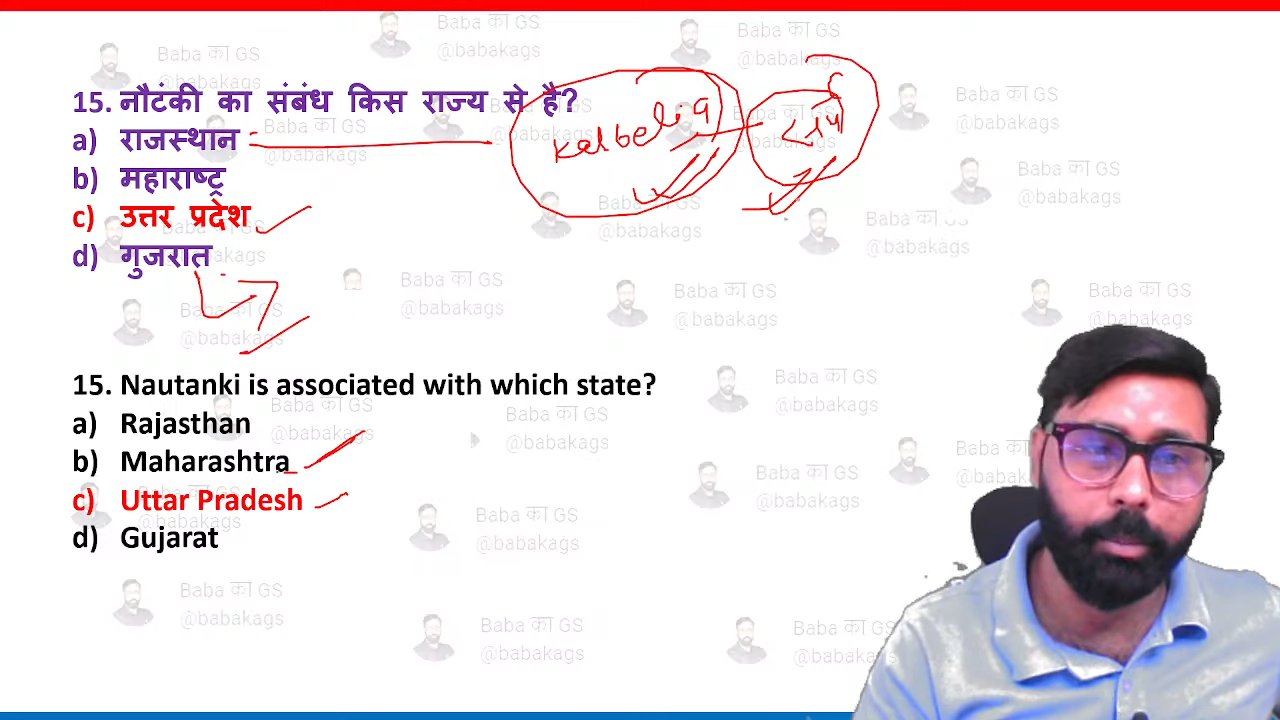 15. नौटंकी का संबंध किस राज्य से है?
a) राजस्थान
b) महाराष्ट्र
c) उत्तर प्रदेश
d) गुजरात
kalbelia
15. Nautanki is associated with which state?
a) Rajasthan
b) Maharashtra
c) Uttar Pradesh
d) Gujarat
Baba का GS
@babakags